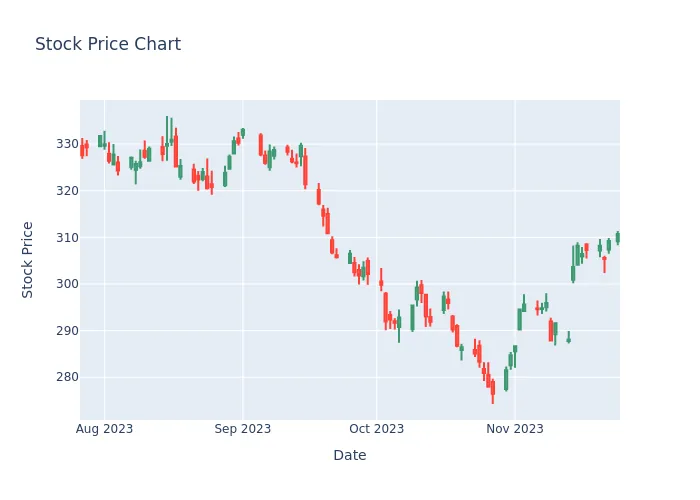 Stock Price Chart
330
320
310
300
290
280
Stock Price
Aug 2023
Sep 2023
Oct 2023
Nov 2023
Date